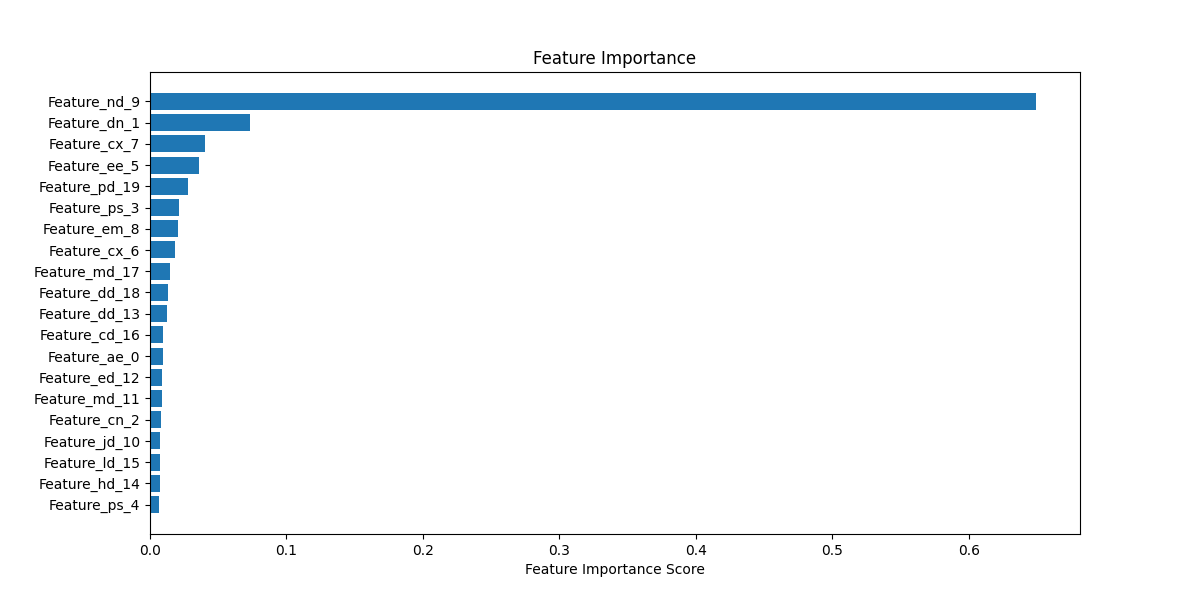 Feature Importance
Feature_nd_9
Feature_dn_1
Feature_cx_7
Feature_ee_5
Feature_pd_19
Feature_ps_3
Feature_em_8
Feature_cx_6
Feature_md_17
Feature_dd_18
Feature_dd_13
Feature_cd_16
Feature_ae_0
Feature_ed_12
Feature_md_11
Feature_cn_2
Feature_jd_10
Feature_ld_15
Feature_hd_14
Feature_ps_4
0.0 0.1 0.2 0.3 0.4 0.5 0.6
Feature Importance Score